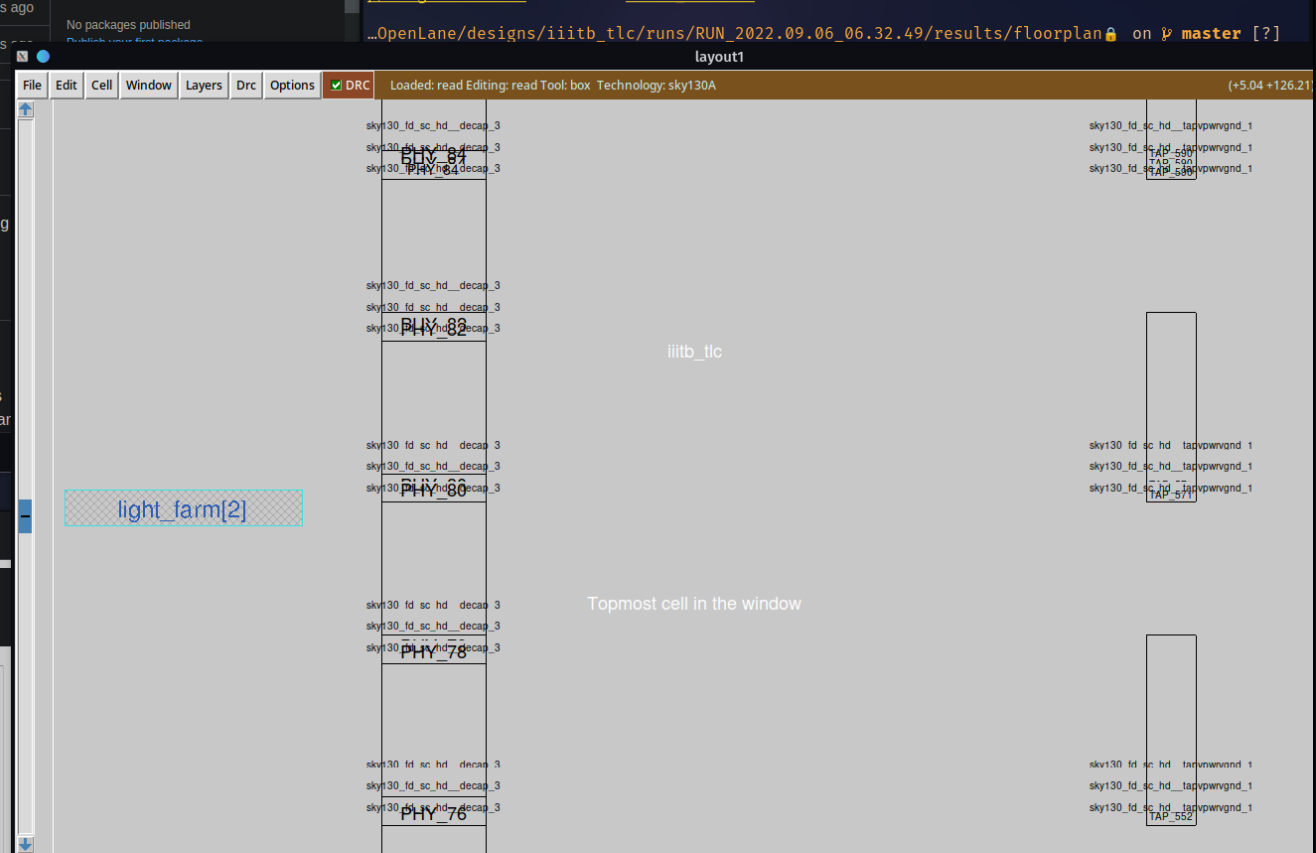 s ago
No packages published
Publish your first package
…OpenLane/designs/iiitb_tlc/runs/RUN_2022.09.06_06.32.49/results/floorplan🔒 on master [?]
layout1
File Edit Cell Window Layers Drc Options DRC Loaded: read Editing: read Tool: box Technology: sky130A (+5.04 +126.21)
sky130_fd_sc_hd__decap_3 sky130_fd_sc_hd__tapvpwrvgnd_1
sky130_fd_sc_hd__decap_3 sky130_fd_sc_hd__tapvpwrvgnd_1
PHY_84 TAP_590
sky130_fd_sc_hd__decap_3 sky130_fd_sc_hd__tapvpwrvgnd_1
PHY_84 TAP_590
sky130_fd_sc_hd__decap_3
sky130_fd_sc_hd__decap_3
sky130_fd_sc_hd__decap_3
PHY_82
iiitb_tlc
sky130_fd_sc_hd__decap_3 sky130_fd_sc_hd__tapvpwrvgnd_1
sky130_fd_sc_hd__decap_3 sky130_fd_sc_hd__tapvpwrvgnd_1
sky130_fd_sc_hd__decap_3 sky130_fd_sc_hd__tapvpwrvgnd_1
PHY_80 TAP_571
light_farm[2]
Topmost cell in the window
sky130_fd_sc_hd__decap_3
sky130_fd_sc_hd__decap_3
sky130_fd_sc_hd__decap_3
PHY_78
sky130_fd_sc_hd__decap_3 sky130_fd_sc_hd__tapvpwrvgnd_1
sky130_fd_sc_hd__decap_3 sky130_fd_sc_hd__tapvpwrvgnd_1
sky130_fd_sc_hd__decap_3 sky130_fd_sc_hd__tapvpwrvgnd_1
PHY_76 TAP_552